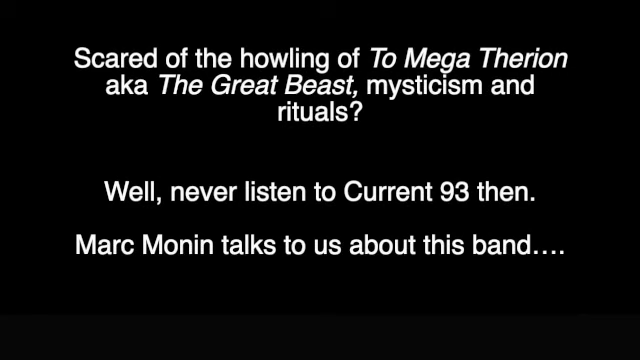 Scared of the howling of To Mega Therion
aka The Great Beast, mysticism and
rituals?
Well, never listen to Current 93 then.
Marc Monin talks to us about this band….